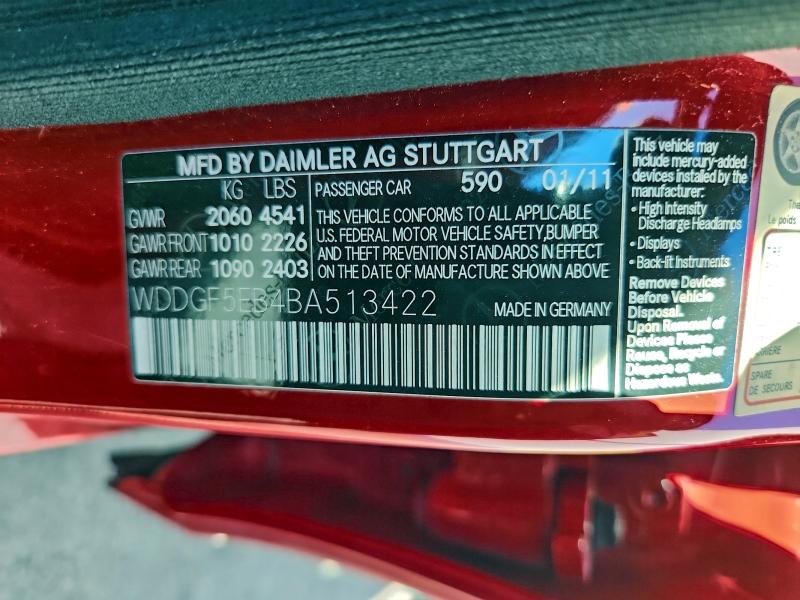 MFD BY DAIMLER AG STUTTGART
KG LBS
GVWR 2060 4541
GAWR FRONT 1010 2226
GAWR REAR 1090 2403
PASSENGER CAR 590 01/11
THIS VEHICLE CONFORMS TO ALL APPLICABLE
U.S. FEDERAL MOTOR VEHICLE SAFETY,BUMPER
AND THEFT PREVENTION STANDARDS IN EFFECT
ON THE DATE OF MANUFACTURE SHOWN ABOVE
WDDGF5EB4BA513422
MADE IN GERMANY
This vehicle may
include mercury-added
devices installed by the
manufacturer:
• High Intensity
Discharge Headlamps
• Displays
• Back-lit Instruments
Remove Devices
Before Vehicle
Disposal.
Upon Removal of
Devices Please
Reuse, Recycle or
Dispose as
Hazardous Waste.
The
Le poids
SPARE
DE SECOURS